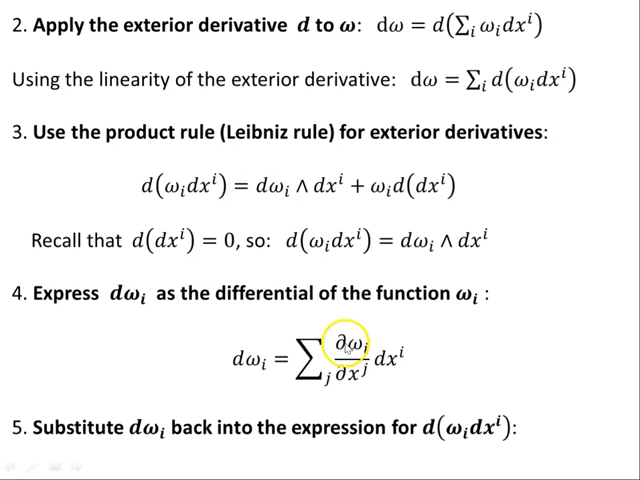 2. Apply the exterior derivative d to ω: dω = d(∑ᵢ ωᵢdxⁱ)
Using the linearity of the exterior derivative: dω = ∑ᵢ d(ωᵢdxⁱ)
3. Use the product rule (Leibniz rule) for exterior derivatives:
d(ωᵢdxⁱ) = dωᵢ ∧ dxⁱ + ωᵢd(dxⁱ)
Recall that d(dxⁱ) = 0, so: d(ωᵢdxⁱ) = dωᵢ ∧ dxⁱ
4. Express dωᵢ as the differential of the function ωᵢ :
dωᵢ = ∑ⱼ ∂ωᵢ/∂xʲ dxⁱ
5. Substitute dωᵢ back into the expression for d(ωᵢdxⁱ):